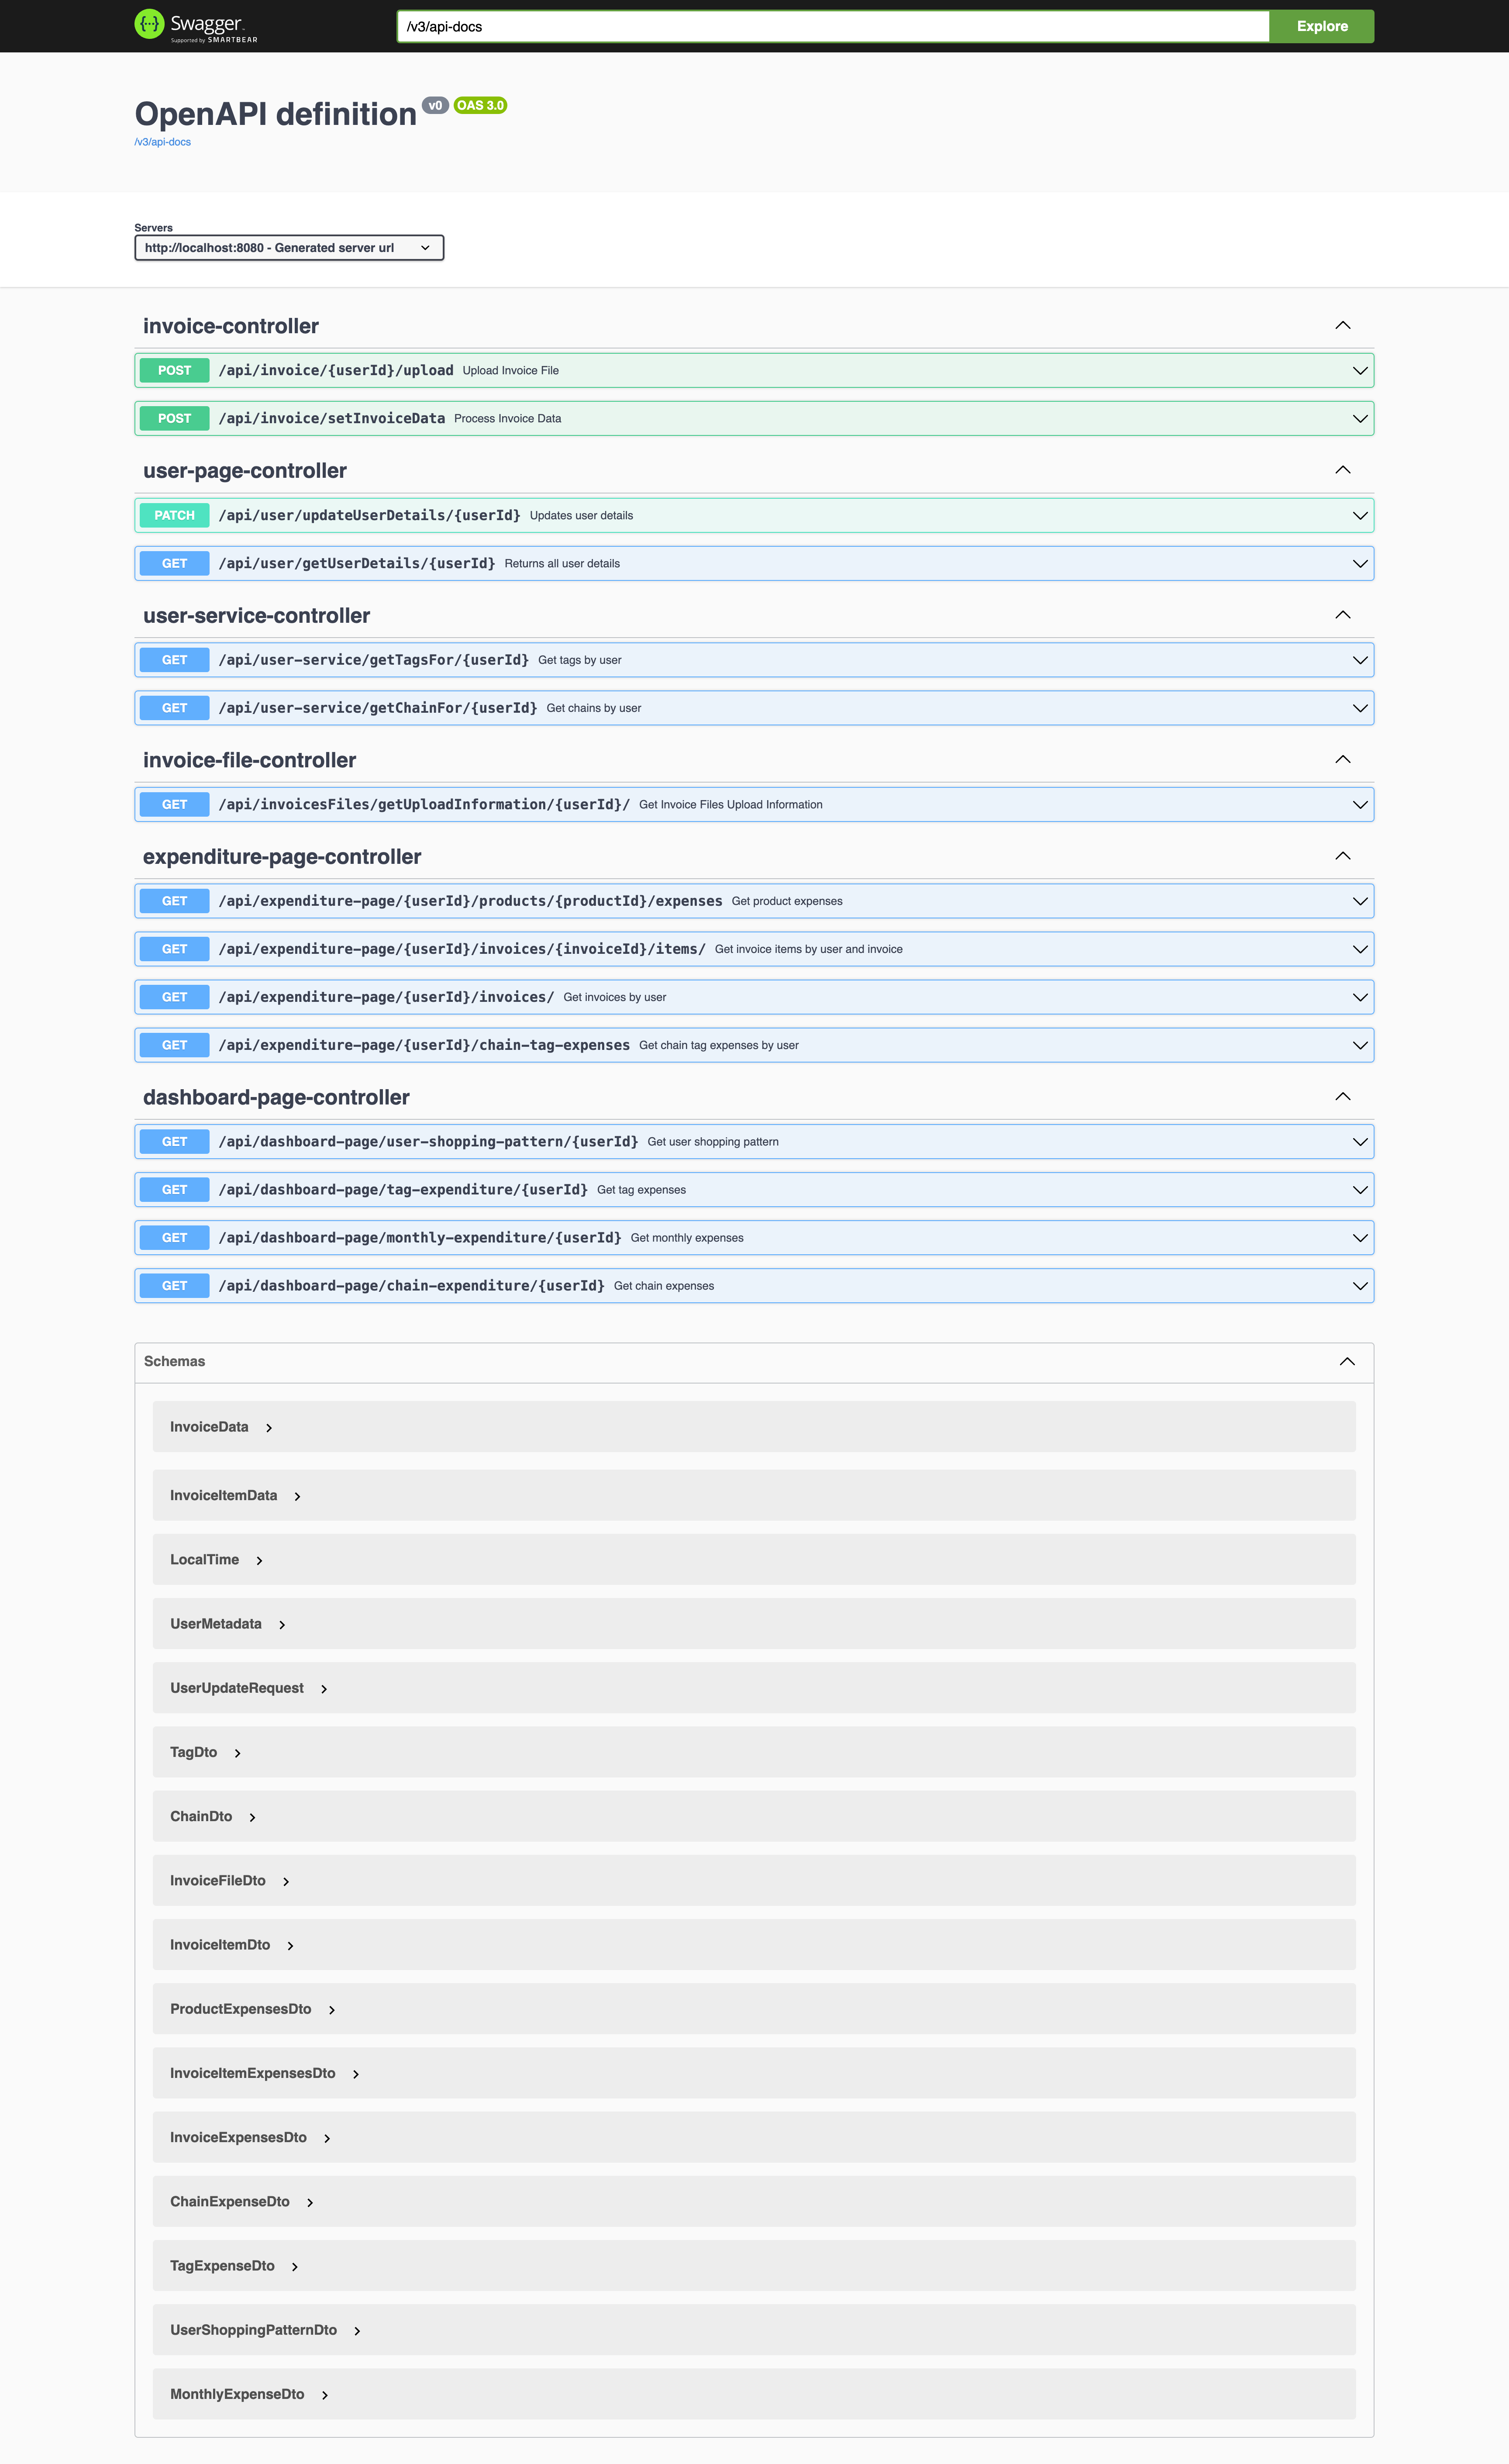 Swagger
Supported by SMARTBEAR
/v3/api-docs
Explore
OpenAPI definition v0 OAS 3.0
/v3/api-docs
Servers
http://localhost:8080 - Generated server url
invoice-controller
POST /api/invoice/{userId}/upload Upload Invoice File
POST /api/invoice/setInvoiceData Process Invoice Data
user-page-controller
PATCH /api/user/updateUserDetails/{userId} Updates user details
GET /api/user/getUserDetails/{userId} Returns all user details
user-service-controller
GET /api/user-service/getTagsFor/{userId} Get tags by user
GET /api/user-service/getChainFor/{userId} Get chains by user
invoice-file-controller
GET /api/invoicesFiles/getUploadInformation/{userId}/ Get Invoice Files Upload Information
expenditure-page-controller
GET /api/expenditure-page/{userId}/products/{productId}/expenses Get product expenses
GET /api/expenditure-page/{userId}/invoices/{invoiceId}/items/ Get invoice items by user and invoice
GET /api/expenditure-page/{userId}/invoices/ Get invoices by user
GET /api/expenditure-page/{userId}/chain-tag-expenses Get chain tag expenses by user
dashboard-page-controller
GET /api/dashboard-page/user-shopping-pattern/{userId} Get user shopping pattern
GET /api/dashboard-page/tag-expenditure/{userId} Get tag expenses
GET /api/dashboard-page/monthly-expenditure/{userId} Get monthly expenses
GET /api/dashboard-page/chain-expenditure/{userId} Get chain expenses
Schemas
InvoiceData
InvoiceItemData
LocalTime
UserMetadata
UserUpdateRequest
TagDto
ChainDto
InvoiceFileDto
InvoiceItemDto
ProductExpensesDto
InvoiceItemExpensesDto
InvoiceExpensesDto
ChainExpenseDto
TagExpenseDto
UserShoppingPatternDto
MonthlyExpenseDto